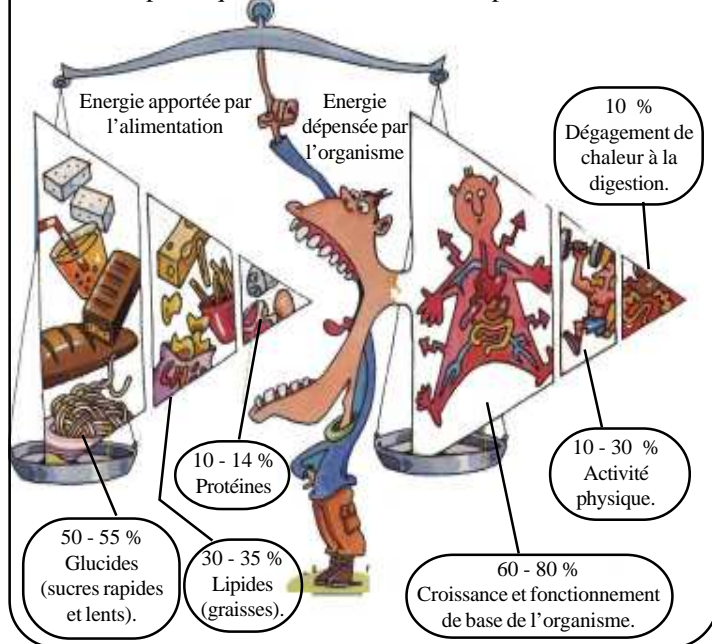 Energie apportée par
l'alimentation
Energie
dépensée par
l'organisme
10 %
Dégagement de
chaleur à la
digestion.
10 - 14 %
Protéines
10 - 30 %
Activité
physique.
50 - 55 %
Glucides
(sucres rapides
et lents).
30 - 35 %
Lipides
(graisses).
60 - 80 %
Croissance et fonctionnement
de base de l'organisme.